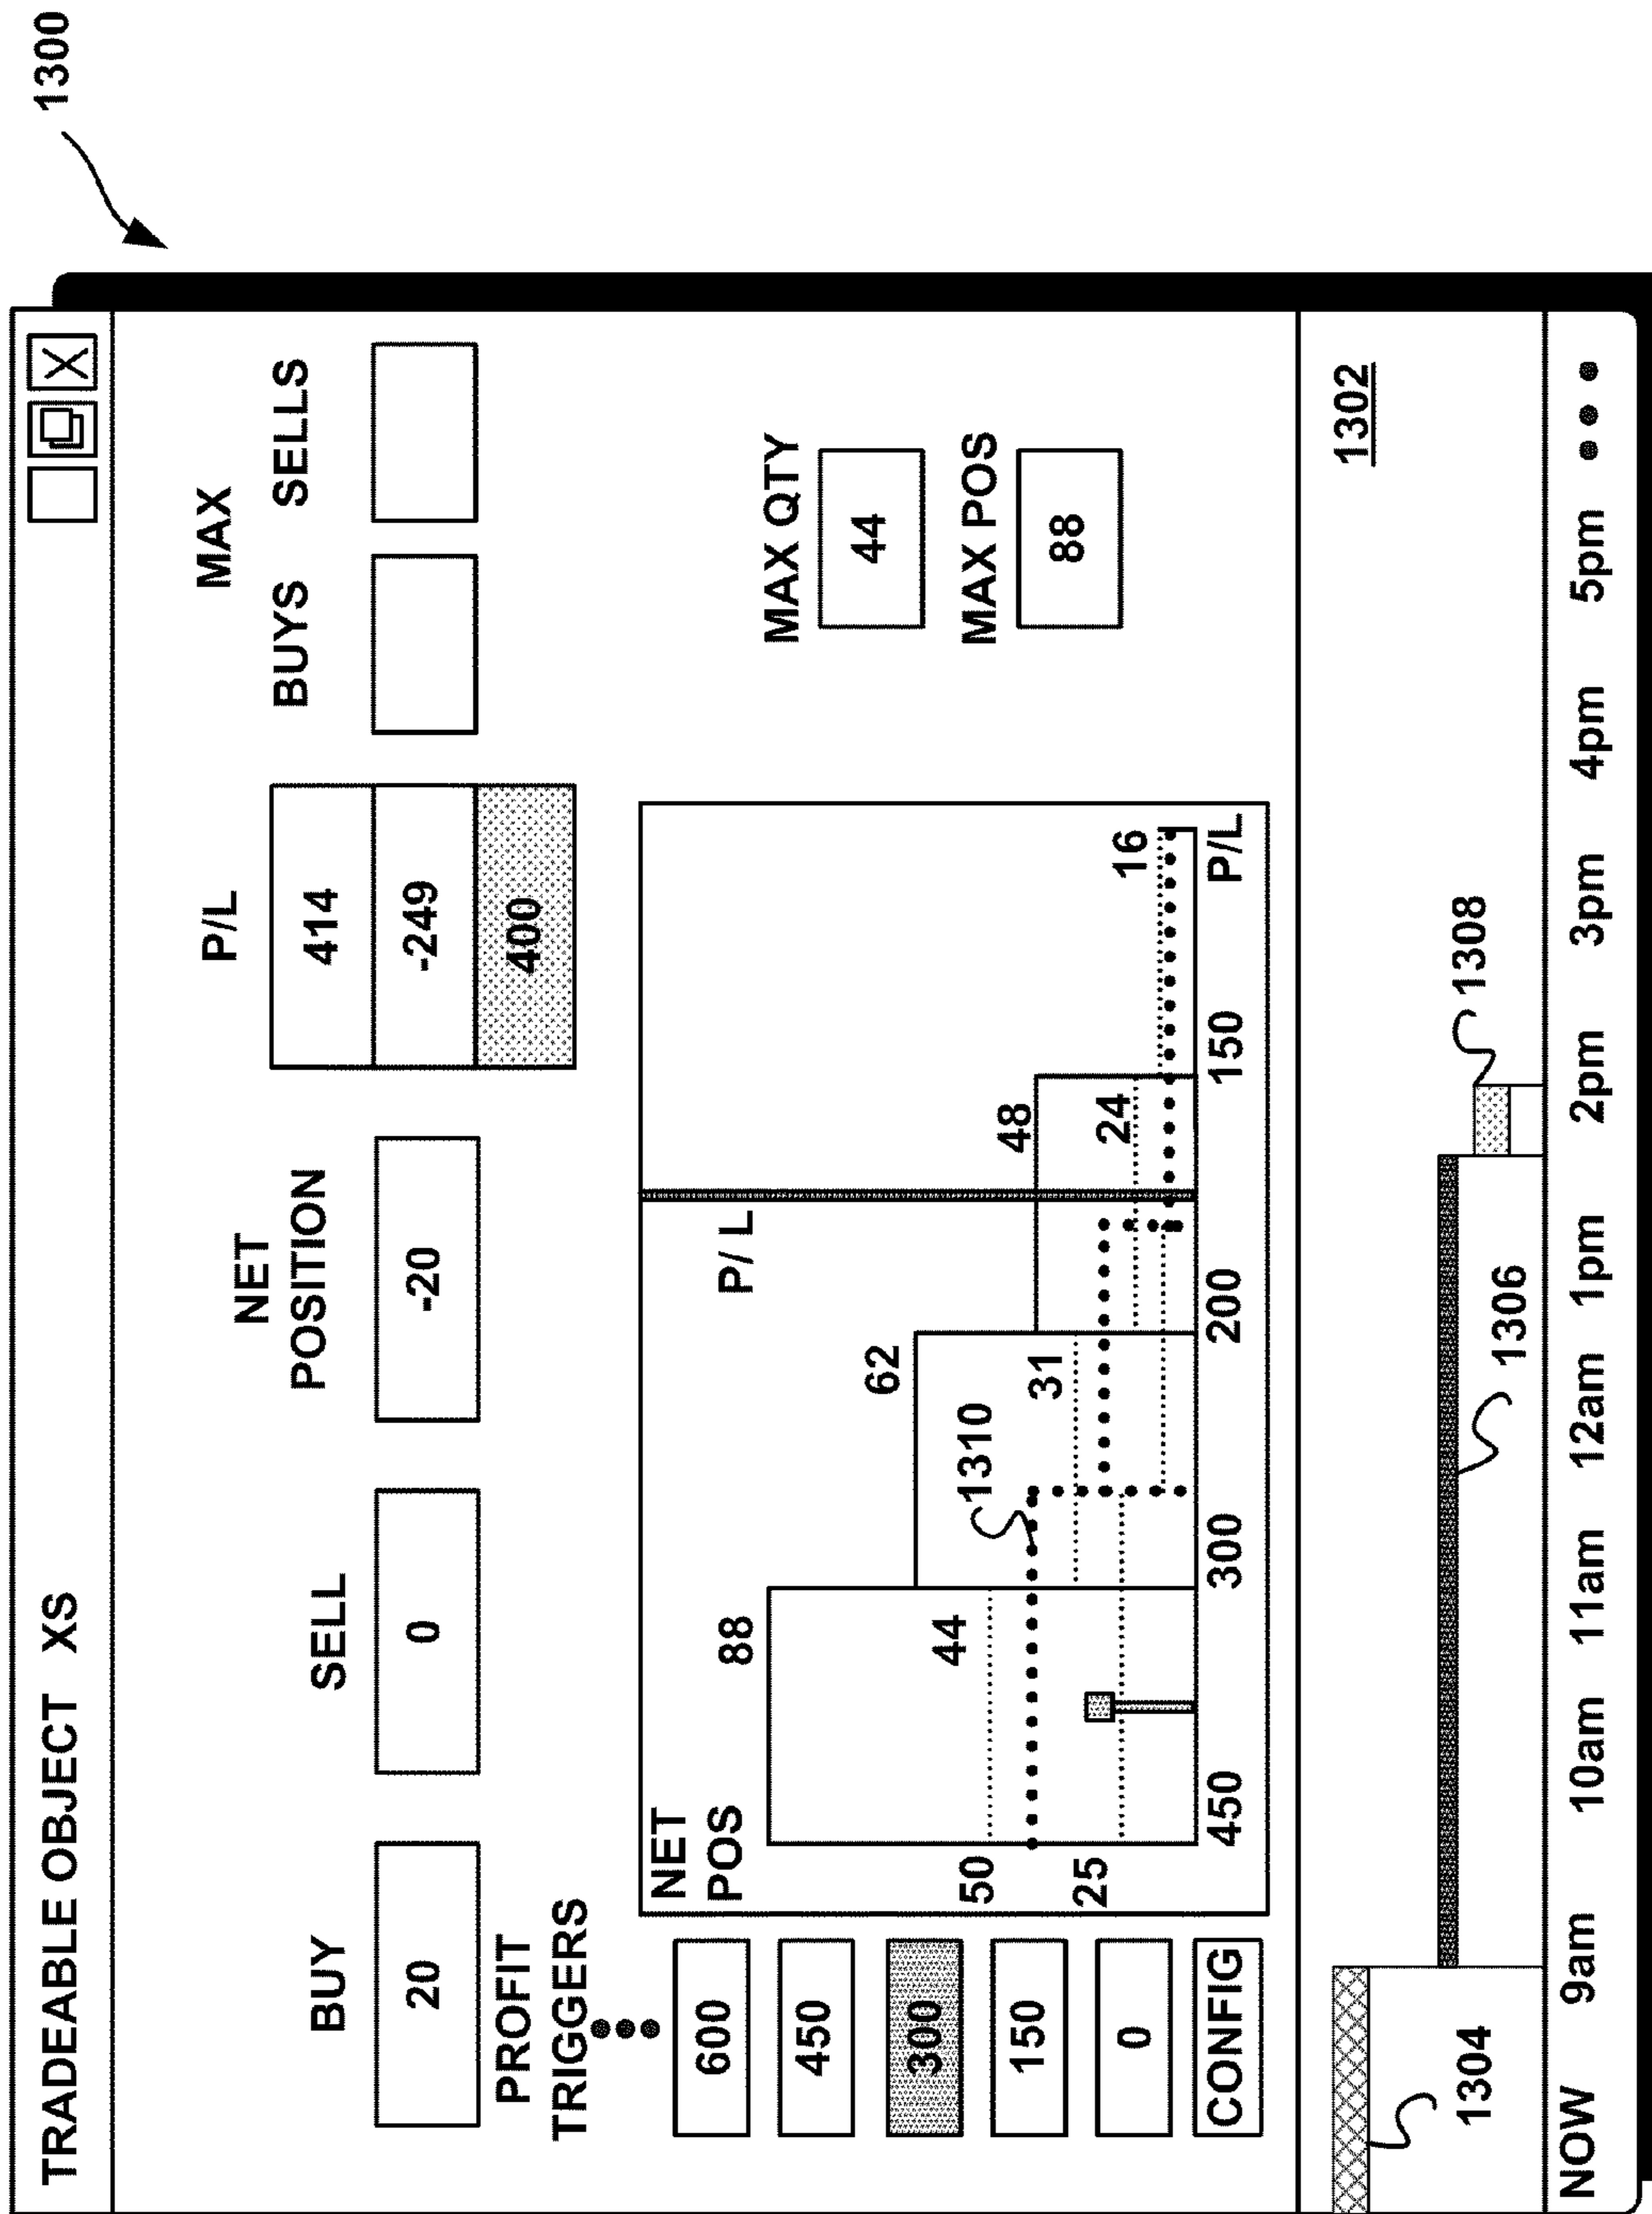 1300
TRADEABLE OBJECT XS
X
MAX
BUY
SELL
NET
POSITION
P/L
BUYS
SELLS
20
0
-20
414
-249
400
PROFIT
TRIGGERS
600
450
300
150
0
CONFIG
NET
POS
P/ L
88
62
50
44
1310
48
31
25
24
16
450
300
200
150
P/L
MAX QTY
44
MAX POS
88
1302
1304
1306
1308
NOW 9am 10am 11am 12am 1pm 2pm 3pm 4pm 5pm